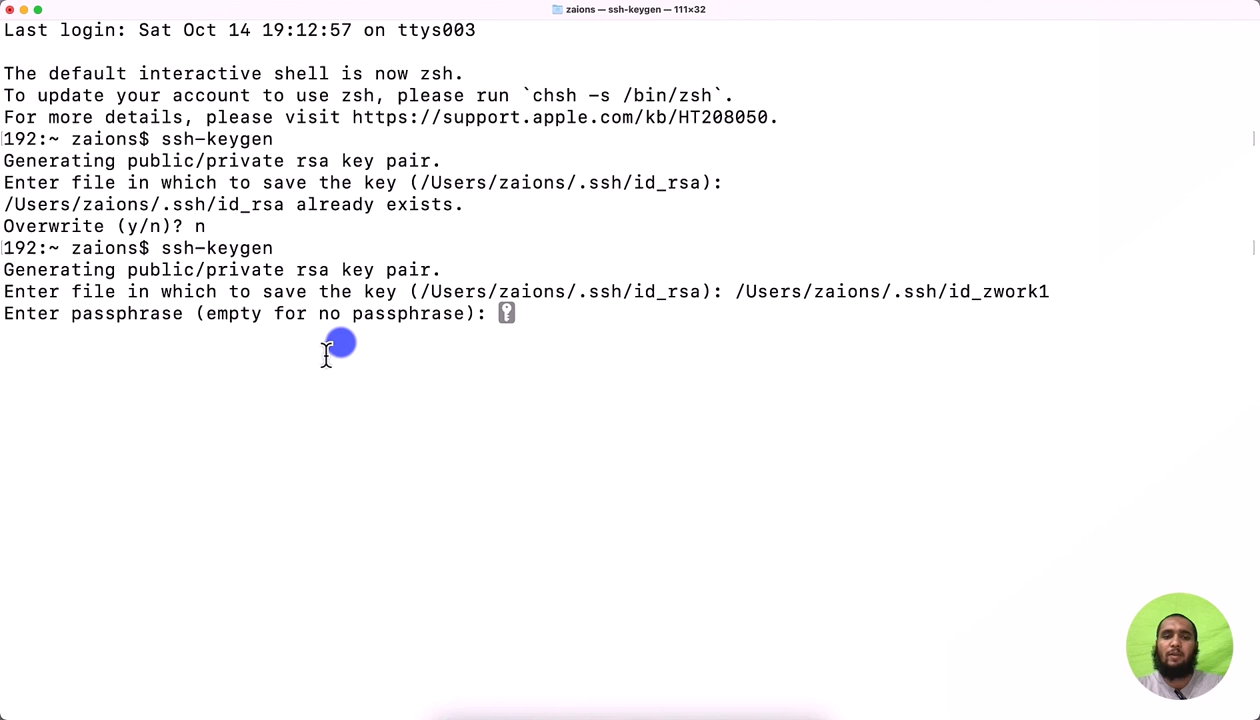 zaions — ssh-keygen — 111×32
Last login: Sat Oct 14 19:12:57 on ttys003
The default interactive shell is now zsh.
To update your account to use zsh, please run `chsh -s /bin/zsh`.
For more details, please visit https://support.apple.com/kb/HT208050.
192:~ zaions$ ssh-keygen
Generating public/private rsa key pair.
Enter file in which to save the key (/Users/zaions/.ssh/id_rsa):
/Users/zaions/.ssh/id_rsa already exists.
Overwrite (y/n)? n
192:~ zaions$ ssh-keygen
Generating public/private rsa key pair.
Enter file in which to save the key (/Users/zaions/.ssh/id_rsa): /Users/zaions/.ssh/id_zwork1
Enter passphrase (empty for no passphrase):